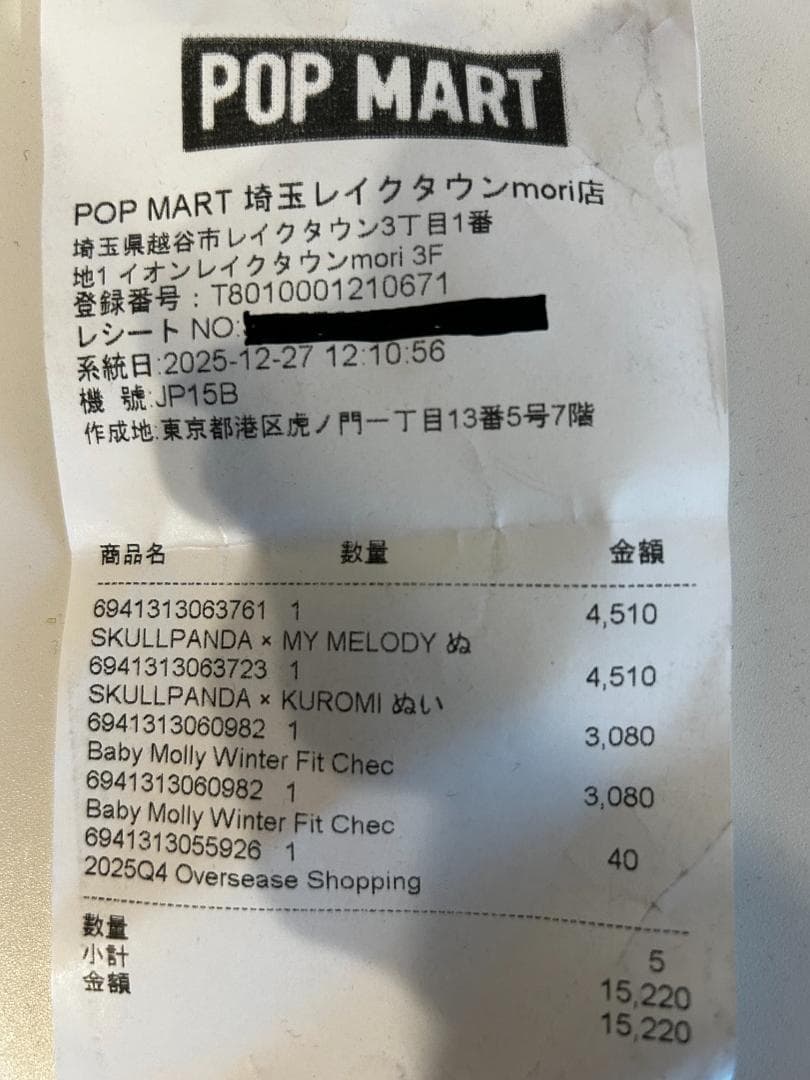 POP MART
POP MART 埼玉レイクタウンmori店
埼玉県越谷市レイクタウン3丁目1番
地1 イオンレイクタウンmori 3F
登録番号：T8010001210671
レシート NO:
系統日:2025-12-27 12:10:56
機 號:JP15B
作成地:東京都港区虎ノ門一丁目13番5号7階
商品名 数量 金額
6941313063761 1 4,510
SKULLPANDA × MY MELODY ぬ
6941313063723 1 4,510
SKULLPANDA × KUROMI ぬい
6941313060982 1 3,080
Baby Molly Winter Fit Chec
6941313060982 1 3,080
Baby Molly Winter Fit Chec
6941313055926 1 40
2025Q4 Oversease Shopping
数量 5
小計 15,220
金額 15,220